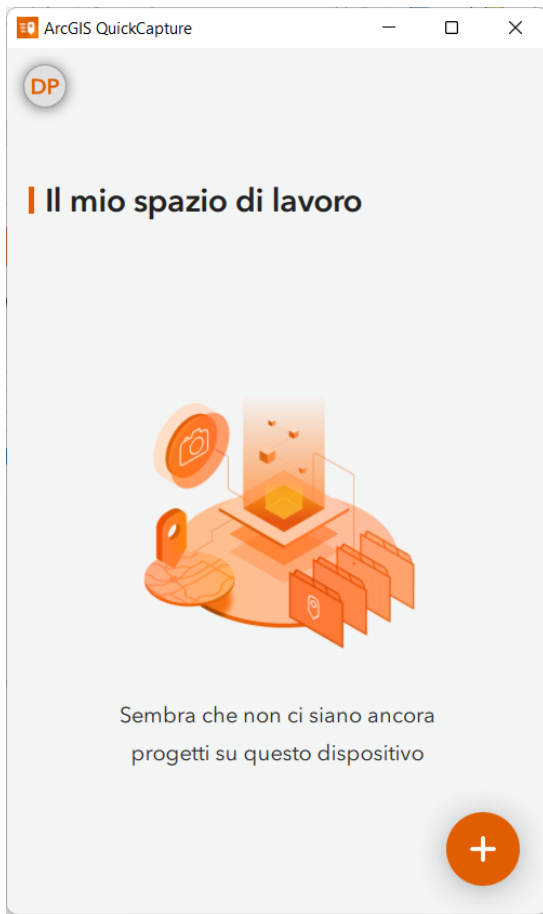 ArcGIS QuickCapture
DP
Il mio spazio di lavoro
Sembra che non ci siano ancora
progetti su questo dispositivo